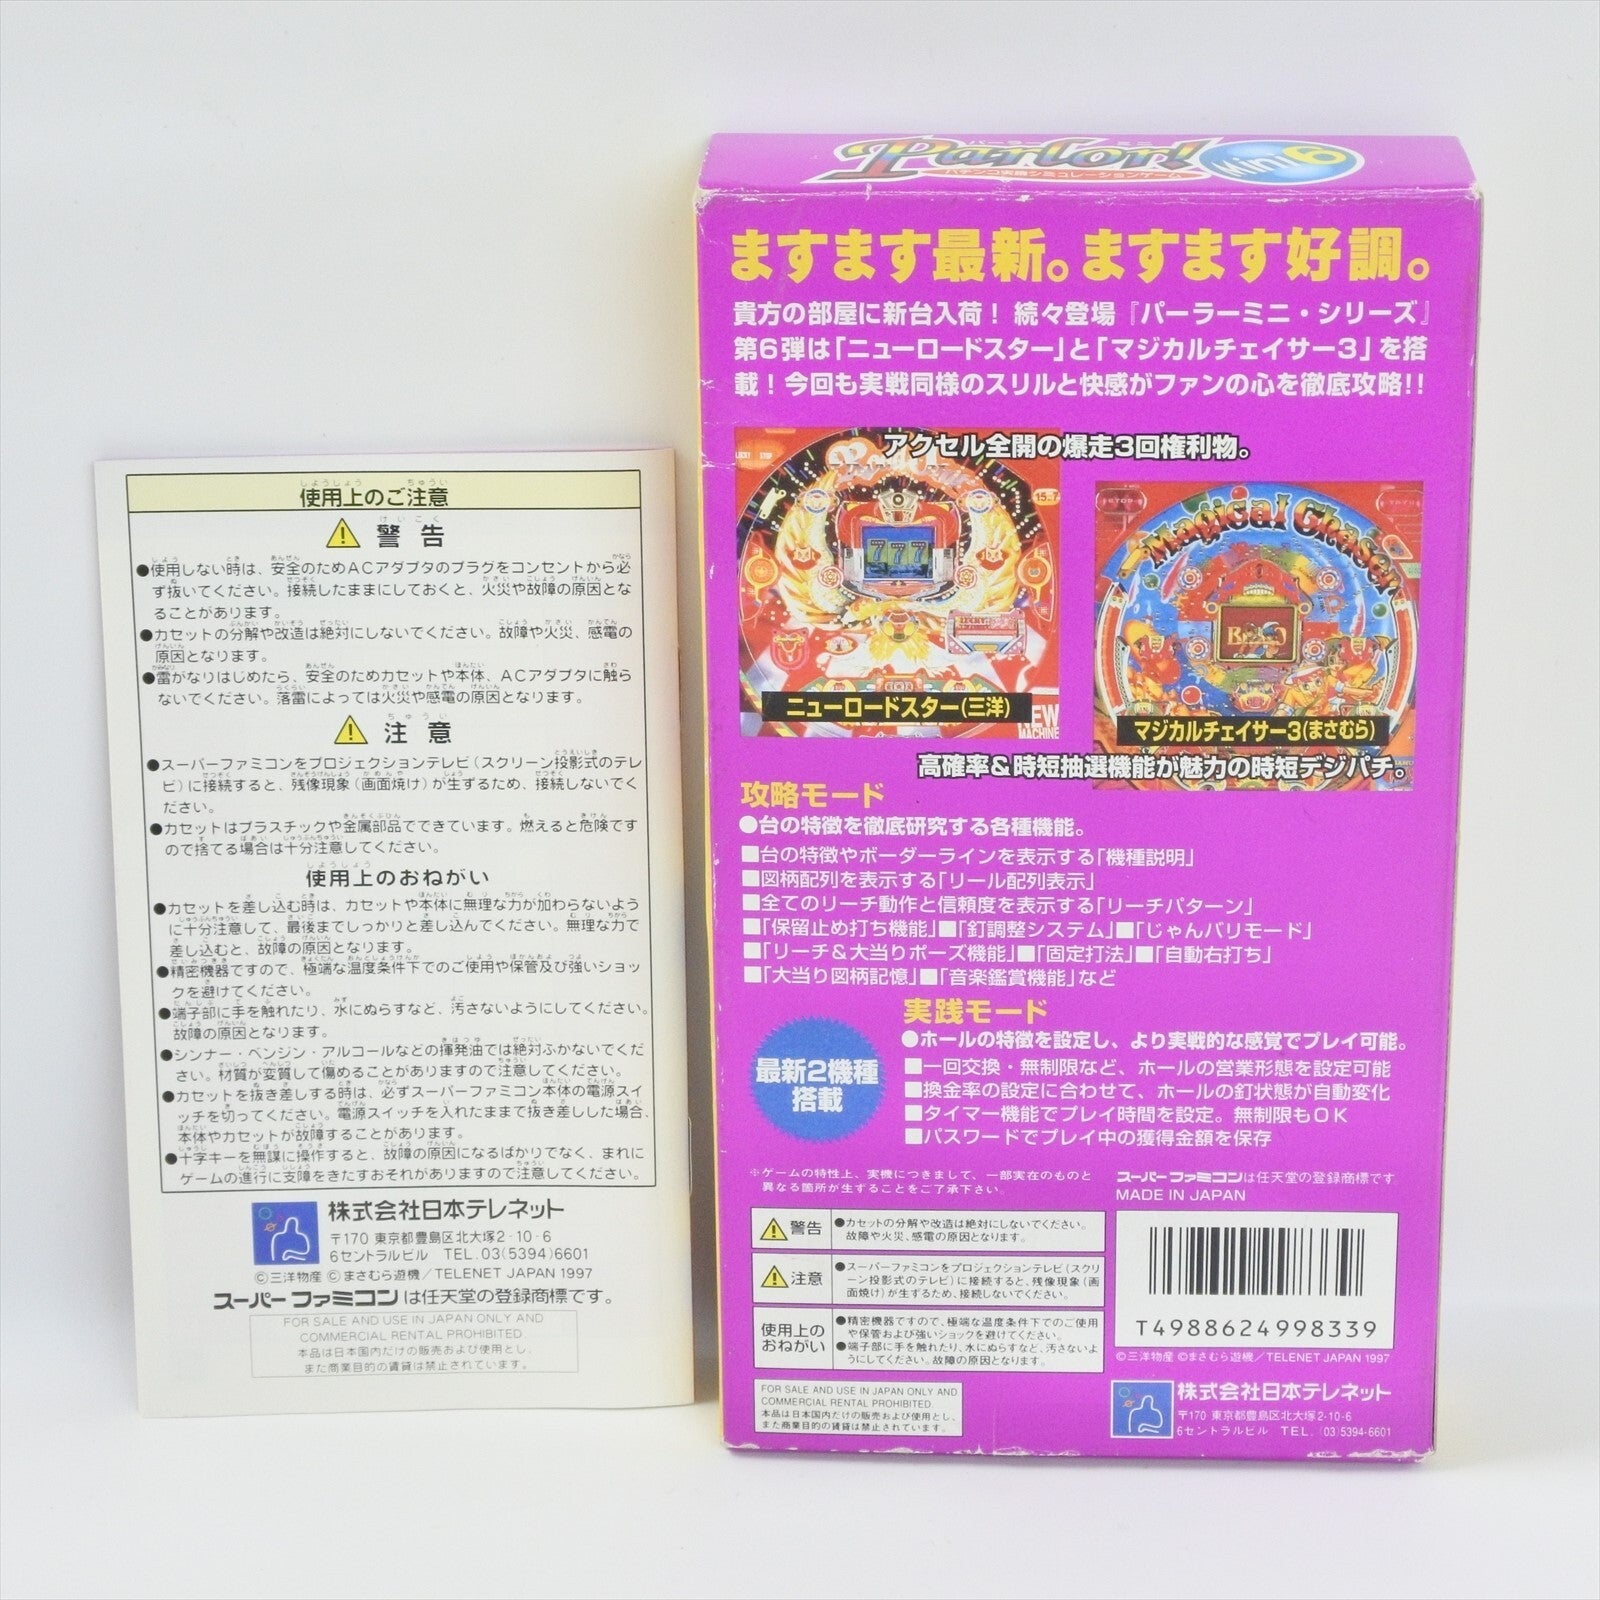 使用上のご注意
警告
●使用しない時は、安全のためACアダプタのプラグをコンセントから必
ず抜いてください。接続したままにしておくと、火災や故障の原因とな
ることがあります。
●カセットの分解や改造は絶対にしないでください。故障や火災、感電の
原因となります。
●雷がなりはじめたら、安全のためカセットや本体、ACアダプタに触ら
ないでください。落雷によっては火災や感電の原因となります。
注意
●スーパーファミコンをプロジェクションテレビ(スクリーン投影式のテレ
ビ)に接続すると、残像現象(画面焼け)が生ずるため、接続しないでく
ださい。
●カセットはプラスチックや金属部品でできています。燃えると危険です
ので捨てる場合は十分注意してください。
使用上のおねがい
●カセットを差し込む時は、カセットや本体に無理な力が加わらないよう
に十分注意して、最後までしっかりと差し込んでください。無理な力で
差し込むと、故障の原因となります。
●精密機器ですので、極端な温度条件下でのご使用や保管及び強いショッ
クを避けてください。
●端子部に手を触れたり、水にぬらすなど、汚さないようにしてください。
故障の原因となります。
●シンナー・ベンジン・アルコールなどの揮発油では絶対ふかないでくだ
さい。材質が変質して傷めることがありますので注意してください。
●カセットを抜き差しする時は、必ずスーパーファミコン本体の電源スイ
ッチを切ってください。電源スイッチを入れたままで抜き差しした場合、
本体やカセットが故障することがあります。
●十字キーを無謀に操作すると、故障の原因になるばかりでなく、まれに
ゲームの進行に支障をきたすおそれがありますので注意してください。
株式会社日本テレネット
〒170 東京都豊島区北大塚2-10-6
6セントラルビル TEL.03(5394)6601
©三洋物産 ©まさむら遊機/TELENET JAPAN 1997
スーパーファミコンは任天堂の登録商標です。
FOR SALE AND USE IN JAPAN ONLY AND
COMMERCIAL RENTAL PROHIBITED.
本品は日本国内だけの販売および使用とし、
また商業目的の賃貸は禁止されています。
パーラー ミニ
Parlor! Mini 6
パチンコ実機シミュレーションゲーム
ますます最新。ますます好調。
貴方の部屋に新台入荷!続々登場『パーラーミニ・シリーズ』
第6弾は「ニューロードスター」と「マジカルチェイサー3」を搭
載!今回も実戦同様のスリルと快感がファンの心を徹底攻略!!
アクセル全開の爆走3回権利物。
LUCKY STOP
15.7
777
ニューロードスター(三洋)
NEW
MACHINE
Magical Chaser
マジカルチェイサー3(まさむら)
高確率&時短抽選機能が魅力の時短デジパチ。
攻略モード
●台の特徴を徹底研究する各種機能。
■台の特徴やボーダーラインを表示する「機種説明」
■図柄配列を表示する「リール配列表示」
■全てのリーチ動作と信頼度を表示する「リーチパターン」
■「保留止め打ち機能」■「釘調整システム」■「じゃんバリモード」
■「リーチ&大当りポーズ機能」■「固定打法」■「自動右打ち」
■「大当り図柄記憶」■「音楽鑑賞機能」など
最新2機種
搭載
実践モード
●ホールの特徴を設定し、より実戦的な感覚でプレイ可能。
■一回交換・無制限など、ホールの営業形態を設定可能
■換金率の設定に合わせて、ホールの釘状態が自動変化
■タイマー機能でプレイ時間を設定。無制限もOK
■パスワードでプレイ中の獲得金額を保存
※ゲームの特性上、実機につきまして、一部実在のものと
異なる箇所が生ずることをご了承下さい。
スーパーファミコンは任天堂の登録商標です
MADE IN JAPAN
警告
●カセットの分解や改造は絶対にしないでください。
故障や火災、感電の原因となります。
注意
●スーパーファミコンをプロジェクションテレビ(スクリ
ーン投影式のテレビ)に接続すると、残像現象(画
面焼け)が生ずるため、接続しないでください。
使用上の
おねがい
●精密機器ですので、極端な温度条件下でのご使用
や保管および強いショックを避けてください。
●端子部に手を触れたり、水にぬらすなど、汚さないよ
うにしてください。故障の原因となります。
T4988624998339
©三洋物産 ©まさむら遊機/TELENET JAPAN 1997
FOR SALE AND USE IN JAPAN ONLY AND
COMMERCIAL RENTAL PROHIBITED.
本品は日本国内だけの販売および使用とし、
また商業目的の賃貸は禁止されています。
株式会社日本テレネット
〒170 東京都豊島区北大塚2-10-6
6セントラルビル TEL. (03)5394-6601